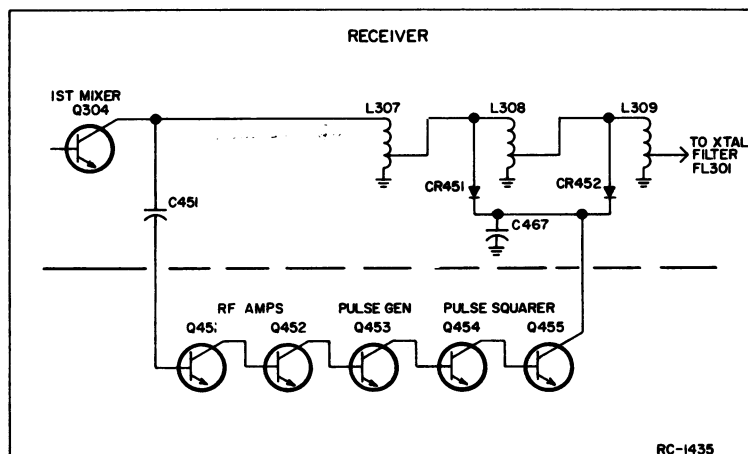 RECEIVER
1ST MIXER
Q304
L307
L308
L309
TO XTAL
FILTER
FL301
CR451
CR452
C451
C467
RF AMPS
PULSE GEN
PULSE SQUARER
Q452
Q453
Q454
Q455
RC-1435